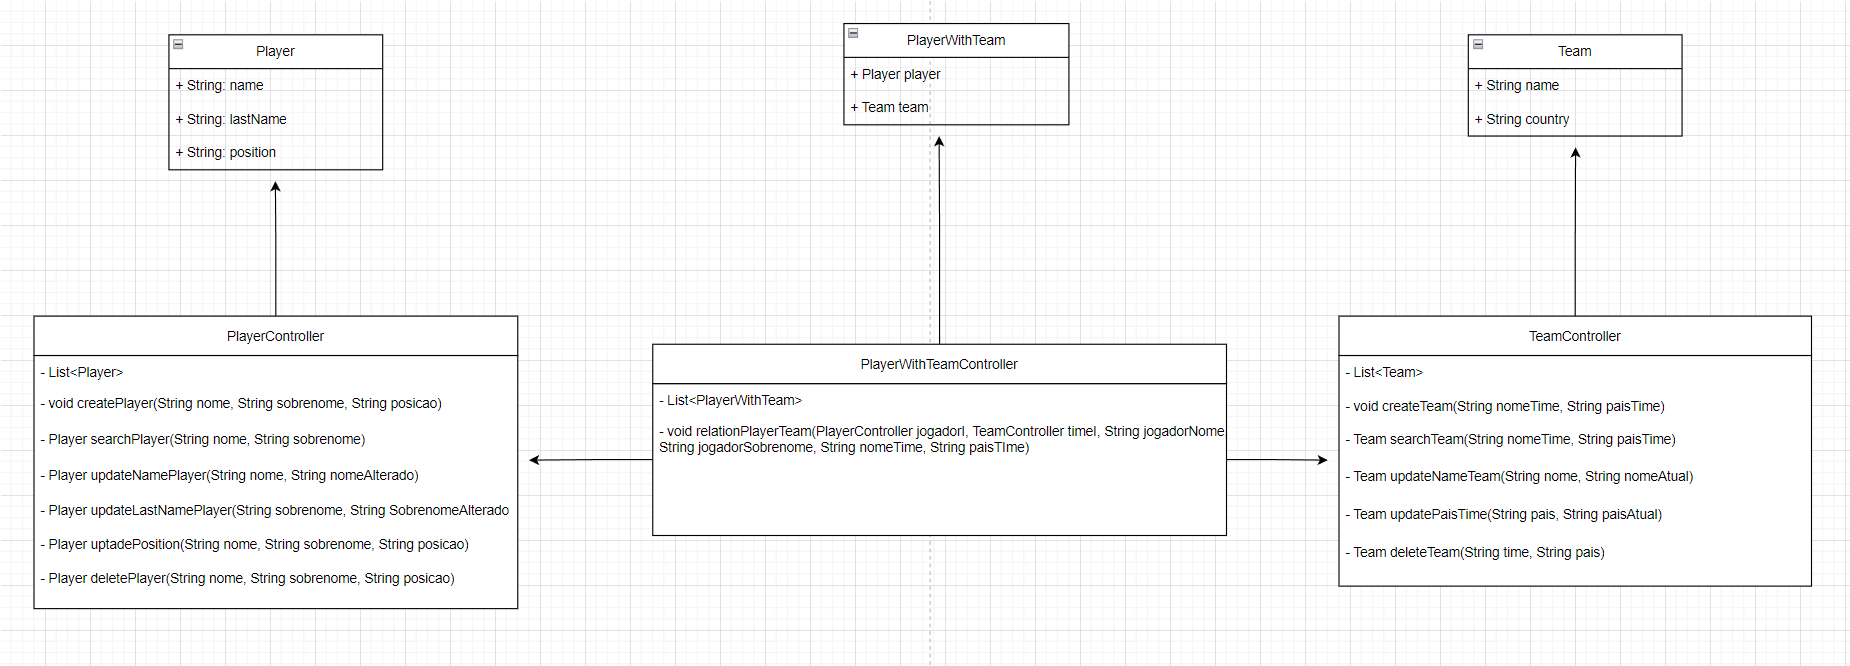 Player
+ String: name
+ String: lastName
+ String: position
PlayerWithTeam
+ Player player
+ Team team
Team
+ String name
+ String country
PlayerController
- List<Player>
- void createPlayer(String nome, String sobrenome, String posicao)
- Player searchPlayer(String nome, String sobrenome)
- Player updateNamePlayer(String nome, String nomeAlterado)
- Player updateLastNamePlayer(String sobrenome, String SobrenomeAlterado
- Player uptadePosition(String nome, String sobrenome, String posicao)
- Player deletePlayer(String nome, String sobrenome, String posicao)
PlayerWithTeamController
- List<PlayerWithTeam>
- void relationPlayerTeam(PlayerController jogadorI, TeamController timeI, String jogadorNome,
String jogadorSobrenome, String nomeTime, String paisTIme)
TeamController
- List<Team>
- void createTeam(String nomeTime, String paisTime)
- Team searchTeam(String nomeTime, String paisTime)
- Team updateNameTeam(String nome, String nomeAtual)
- Team updatePaisTime(String pais, String paisAtual)
- Team deleteTeam(String time, String pais)